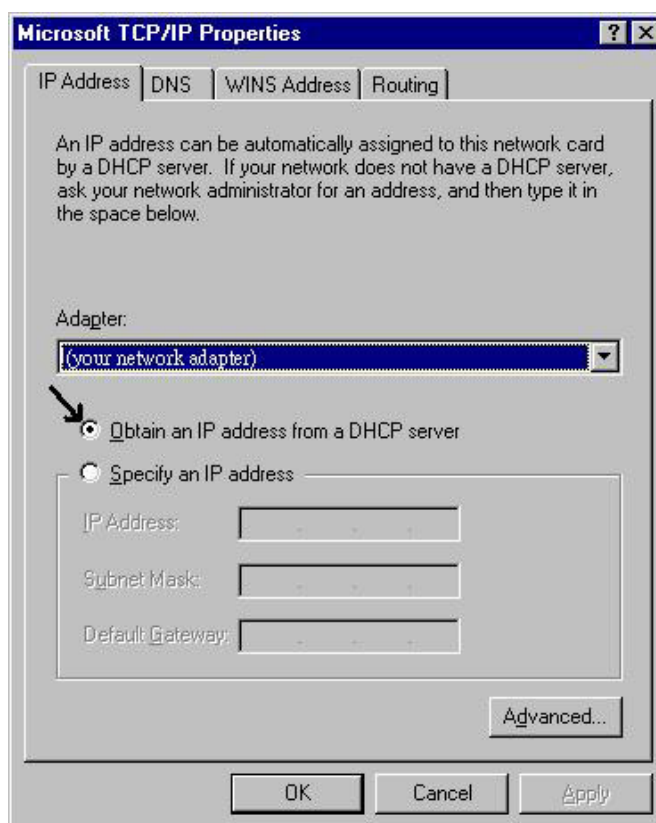 Microsoft TCP/IP Properties
IP Address DNS WINS Address Routing
An IP address can be automatically assigned to this network card
by a DHCP server. If your network does not have a DHCP server,
ask your network administrator for an address, and then type it in
the space below.
Adapter:
(your network adapter)
Obtain an IP address from a DHCP server
Specify an IP address
IP Address:
Subnet Mask:
Default Gateway:
Advanced...
OK Cancel Apply